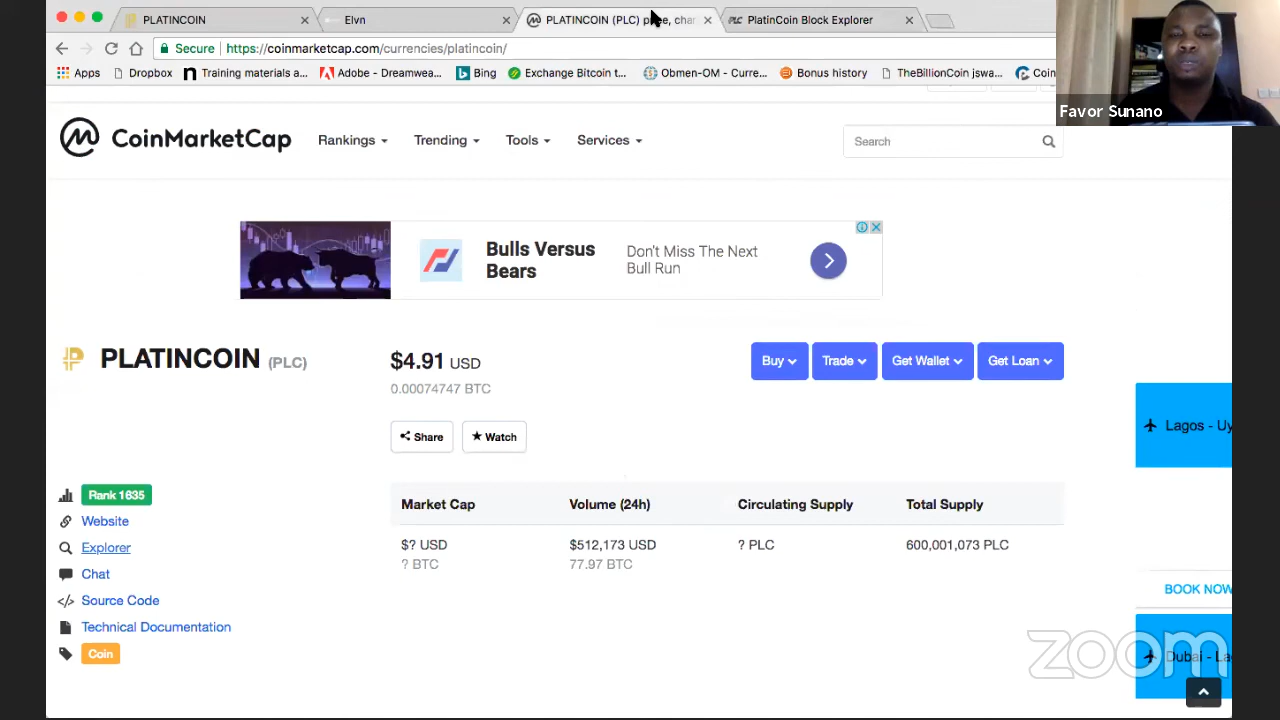 PLATINCOIN
Elvn
PLATINCOIN (PLC) price, char
PLC PlatinCoin Block Explorer
Secure https://coinmarketcap.com/currencies/platincoin/
Apps
Dropbox
Training materials a...
Adobe - Dreamwea...
Bing
Exchange Bitcoin t...
Obmen-OM - Curre...
Bonus history
TheBillionCoin jswa...
Coin
Favor Sunano
CoinMarketCap
Rankings
Trending
Tools
Services
Search
Bulls Versus
Bears
Don't Miss The Next
Bull Run
PLATINCOIN (PLC)
$4.91 USD
0.00074747 BTC
Buy
Trade
Get Wallet
Get Loan
Share
Watch
Lagos - Uy
Rank 1635
Website
Explorer
Chat
Source Code
Technical Documentation
Coin
Market Cap
Volume (24h)
Circulating Supply
Total Supply
$? USD
$512,173 USD
? PLC
600,001,073 PLC
? BTC
77.97 BTC
BOOK NOW
Dubai - La
zoom